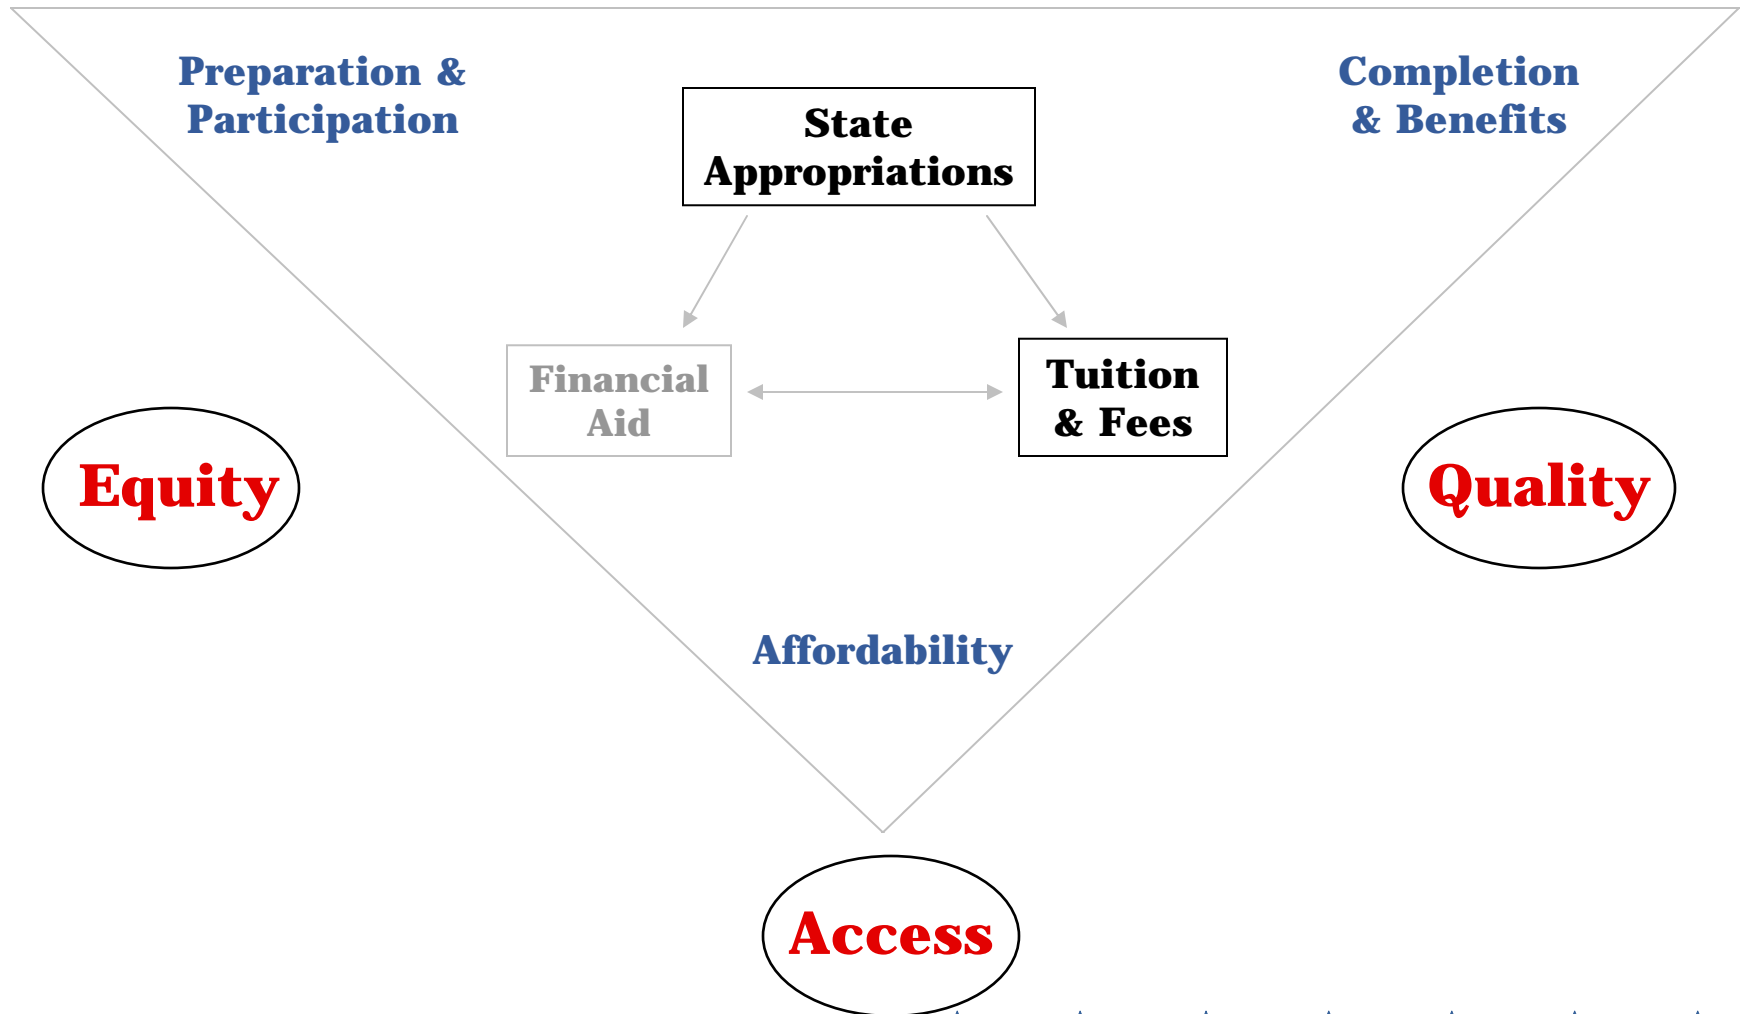 Preparation &
Participation
Completion
& Benefits
State
Appropriations
Financial
Aid
Tuition
& Fees
Equity
Quality
Affordability
Access